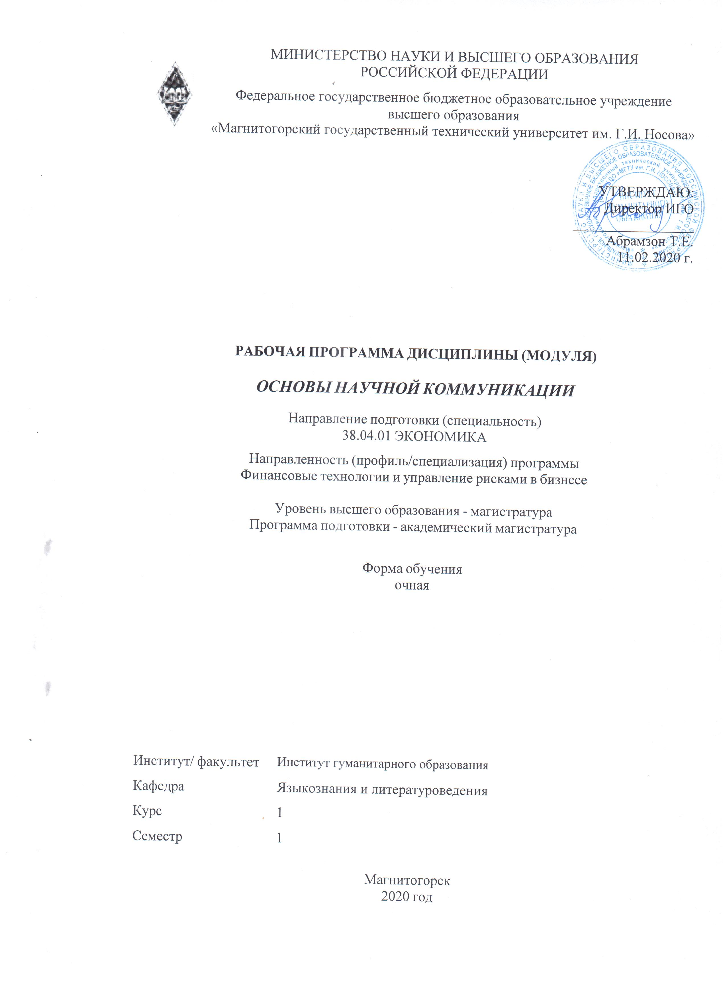 МИНИСТЕРСТВО НАУКИ И ВЫСШЕГО ОБРАЗОВАНИЯ
РОССИЙСКОЙ ФЕДЕРАЦИИ
МГТУ
Федеральное государственное бюджетное образовательное учреждение
высшего образования
«Магнитогорский государственный технический университет им. Г.И. Носова»
УТВЕРЖДАЮ:
Директор ИГО
Абрамзон Т.Е.
11.02.2020 г.
РАБОЧАЯ ПРОГРАММА ДИСЦИПЛИНЫ (МОДУЛЯ)
ОСНОВЫ НАУЧНОЙ КОММУНИКАЦИИ
Направление подготовки (специальность)
38.04.01 ЭКОНОМИКА
Направленность (профиль/специализация) программы
Финансовые технологии и управление рисками в бизнесе
Уровень высшего образования - магистратура
Программа подготовки - академический магистратура
Форма обучения
очная
Институт/ факультет Институт гуманитарного образования
Кафедра Языкознания и литературоведения
Курс 1
Семестр 1
Магнитогорск
2020 год